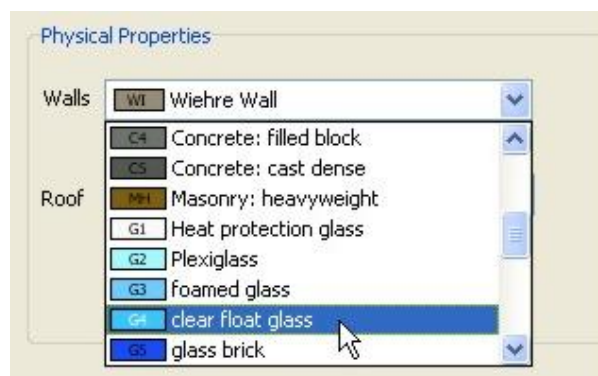 Physical Properties
Walls WI Wiehre Wall
C4 Concrete: filled block
C5 Concrete: cast dense
Roof MH Masonry: heavyweight
G1 Heat protection glass
G2 Plexiglass
G3 foamed glass
G4 clear float glass
G5 glass brick